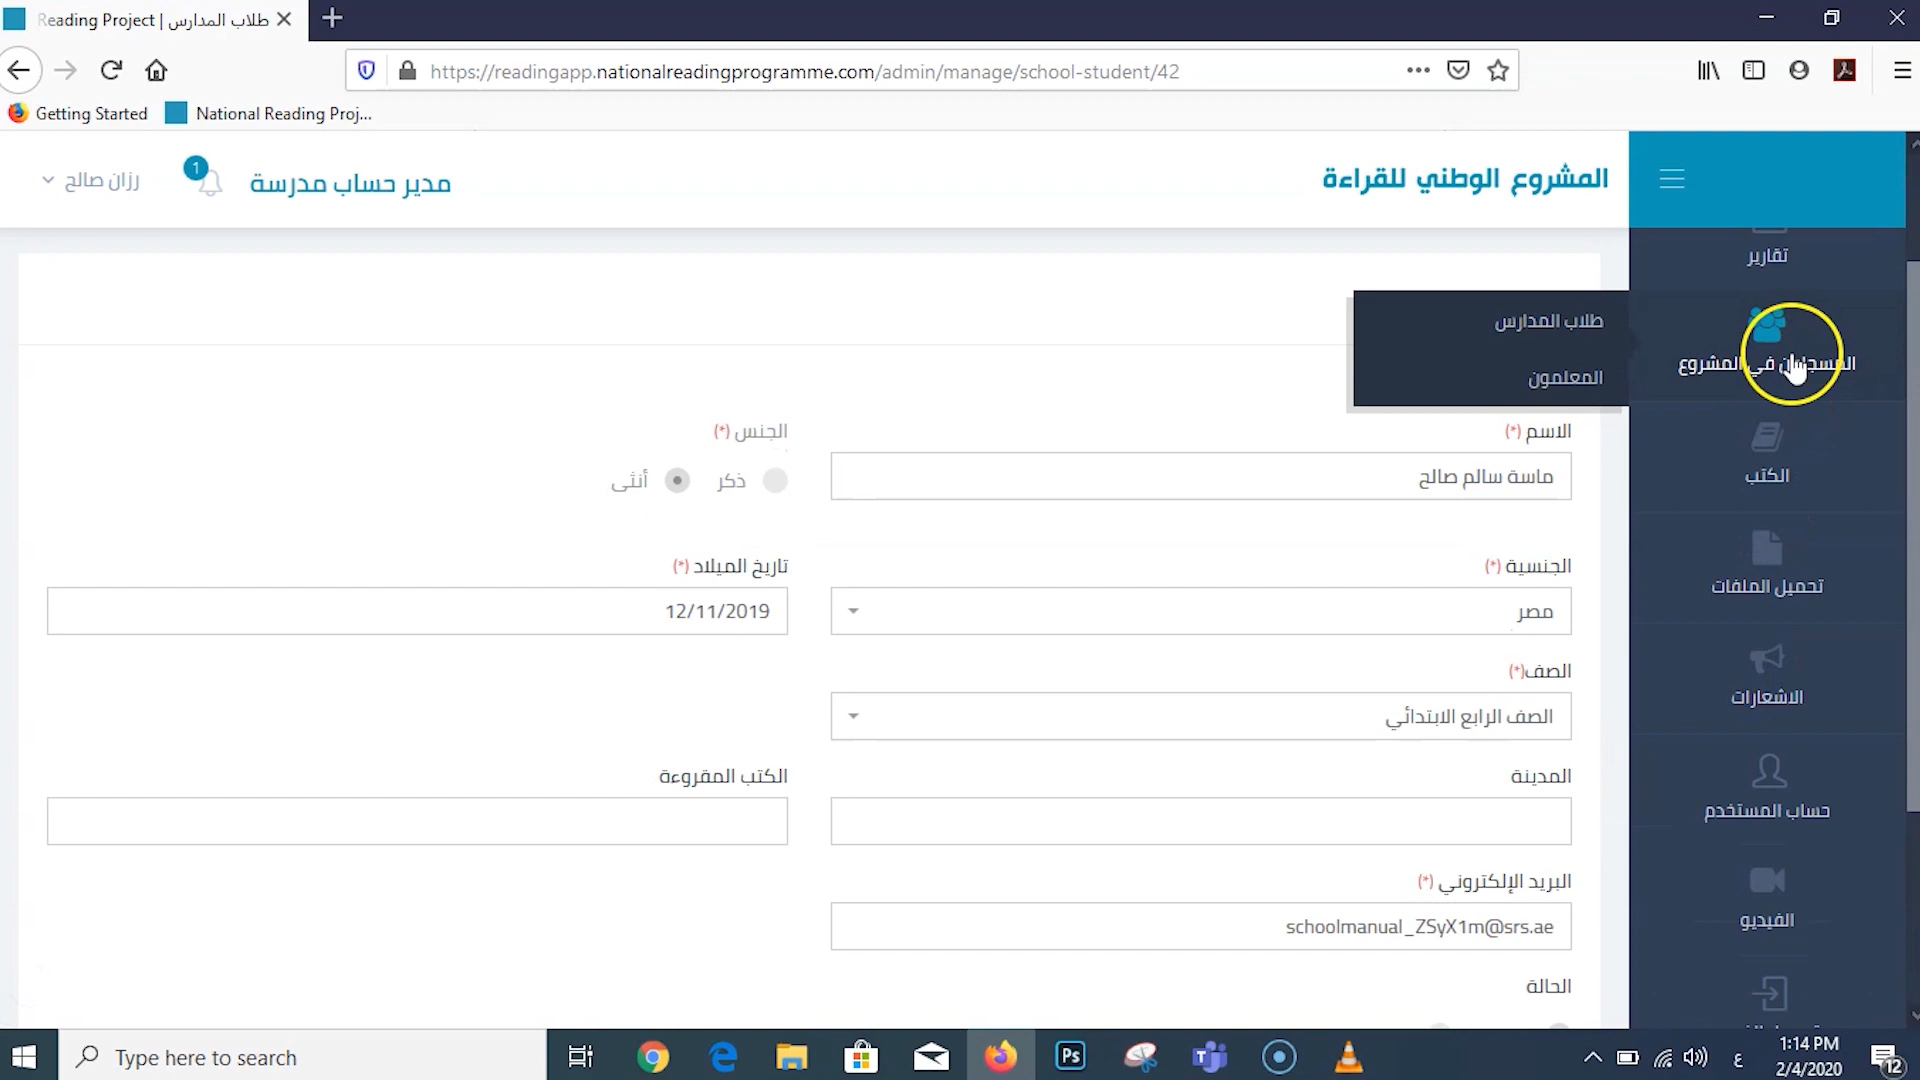 Reading Project | طلاب المدارس
https://readingapp.nationalreadingprogramme.com/admin/manage/school-student/42
Getting Started
National Reading Proj...
المشروع الوطني للقراءة
مدير حساب مدرسة
1
رزان صالح
تقارير
طلاب المدارس
المعلمون
في المشروع
الاسم (*)
الجنس (*)
ماسة سالم صالح
ذكر
أنثى
الكتب
الجنسية (*)
تاريخ الميلاد (*)
مصر
12/11/2019
تحميل الملفات
الصف(*)
الصف الرابع الابتدائي
الاشعارات
المدينة
الكتب المقروءة
حساب المستخدم
البريد الإلكتروني (*)
schoolmanual_ZSyX1m@srs.ae
الفيديو
الحالة
Type here to search
ع
1:14 PM
2/4/2020
12